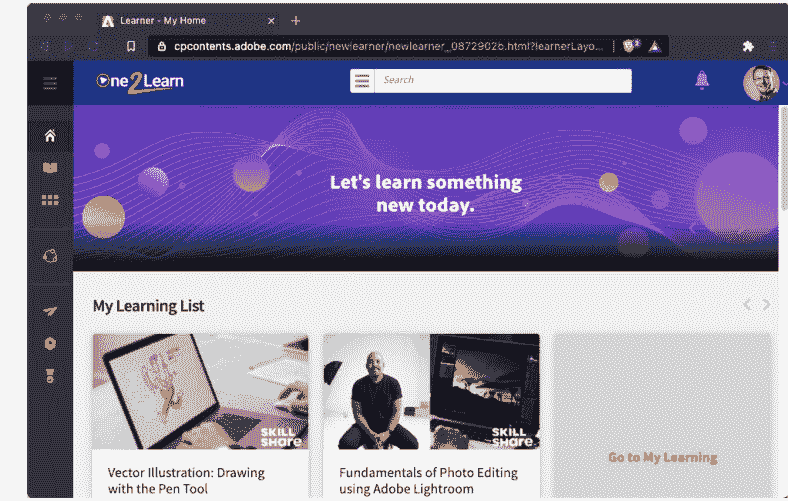 Learner - My Home
cpcontents.adobe.com/public/newlearner/newlearner_0872902b.html?learnerLayo...
One2Learn
Search
Let's learn something
new today.
My Learning List
SKILL
SHARE
SKILL
SHARE
Go to My Learning
Vector Illustration: Drawing
with the Pen Tool
Fundamentals of Photo Editing
using Adobe Lightroom